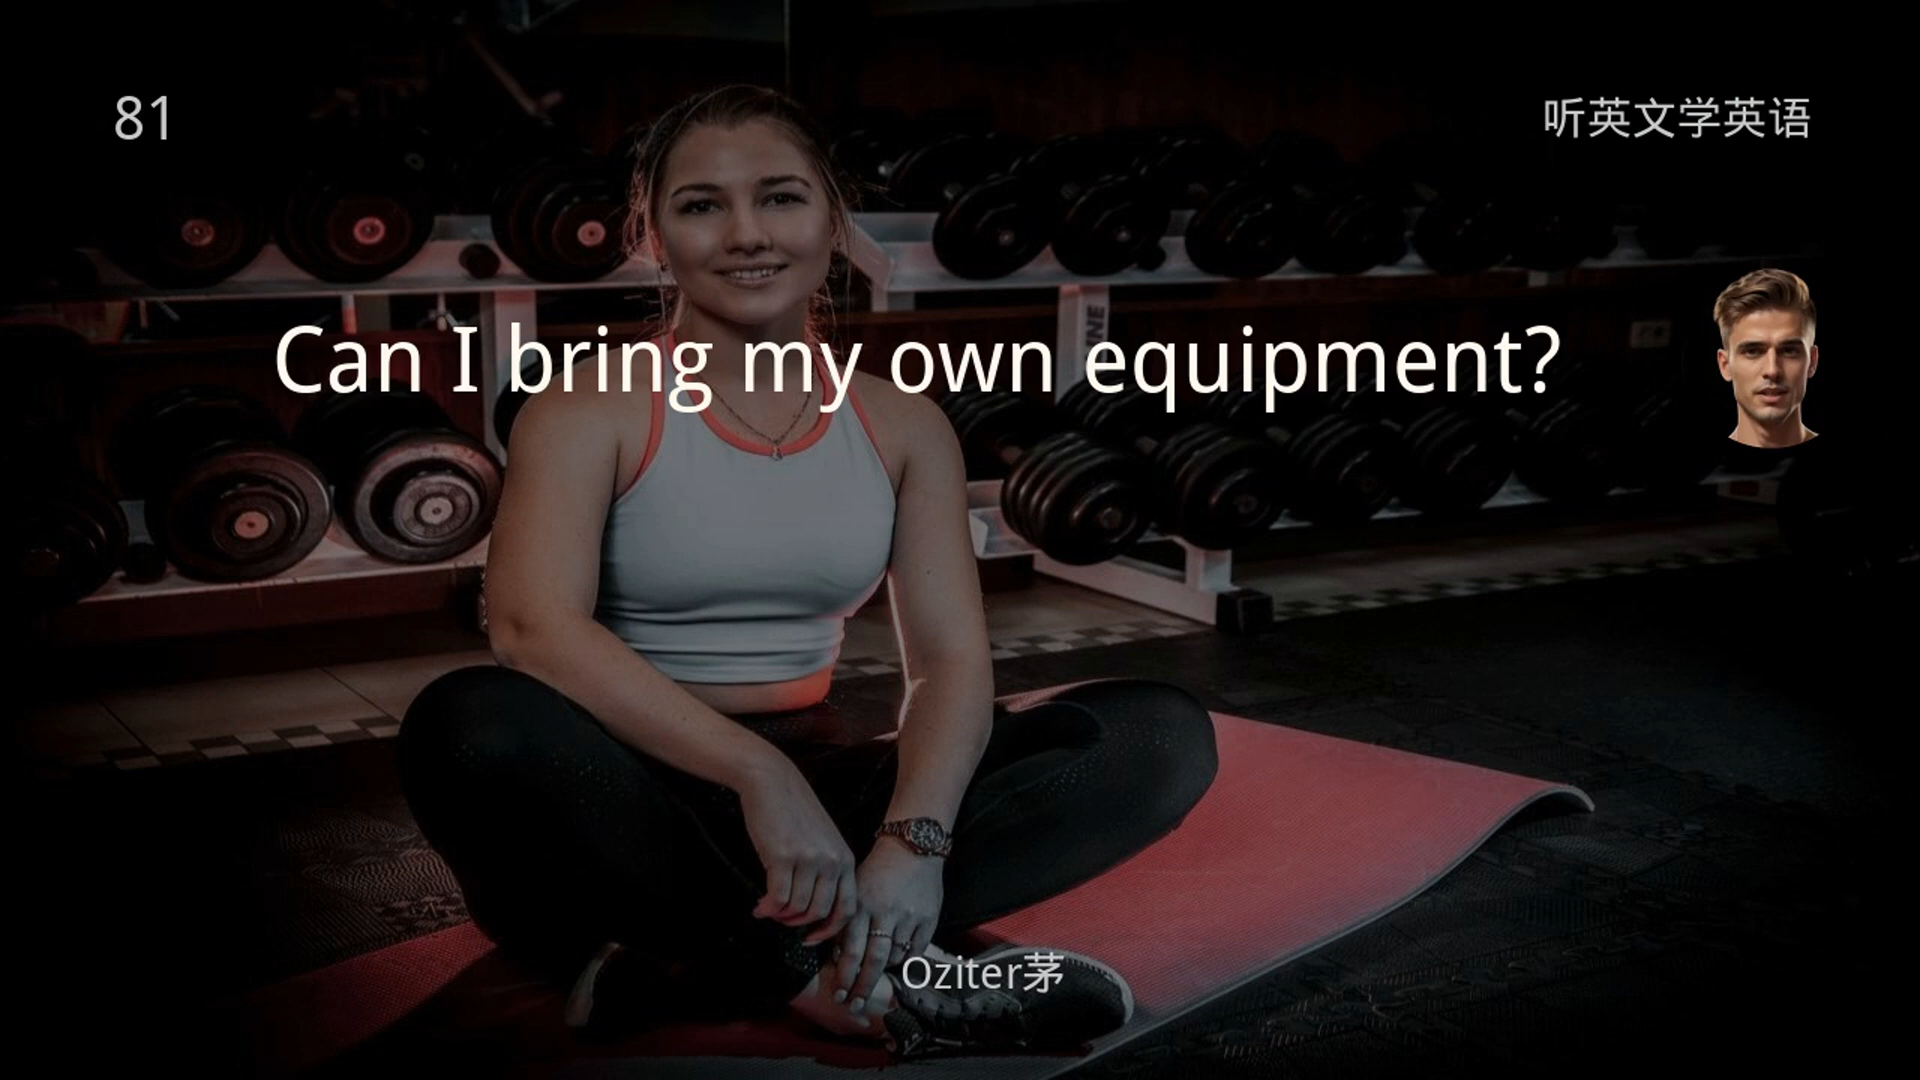 81
听英文学英语
Can I bring my own equipment?
Oziter茅